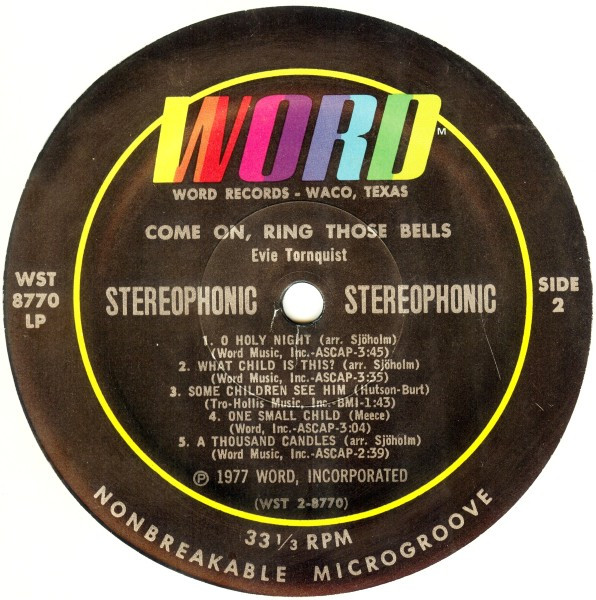 WORD™
WORD RECORDS - WACO, TEXAS
COME ON, RING THOSE BELLS
Evie Tornquist
WST
8770
LP
STEREOPHONIC STEREOPHONIC
SIDE
2
1. O HOLY NIGHT (arr. Sjöholm)
(Word Music, Inc.-ASCAP-3:45)
2. WHAT CHILD IS THIS? (arr. Sjöholm)
(Word Music, Inc.-ASCAP-3:35)
3. SOME CHILDREN SEE HIM (Hutson-Burt)
(Tro-Hollis Music, Inc.-BMI-1:43)
4. ONE SMALL CHILD (Meece)
(Word, Inc.-ASCAP-3:04)
5. A THOUSAND CANDLES (arr. Sjöholm)
(Word Music, Inc.-ASCAP-2:39)
℗ 1977 WORD, INCORPORATED
(WST 2-8770)
33 1/3 RPM
NONBREAKABLE MICROGROOVE